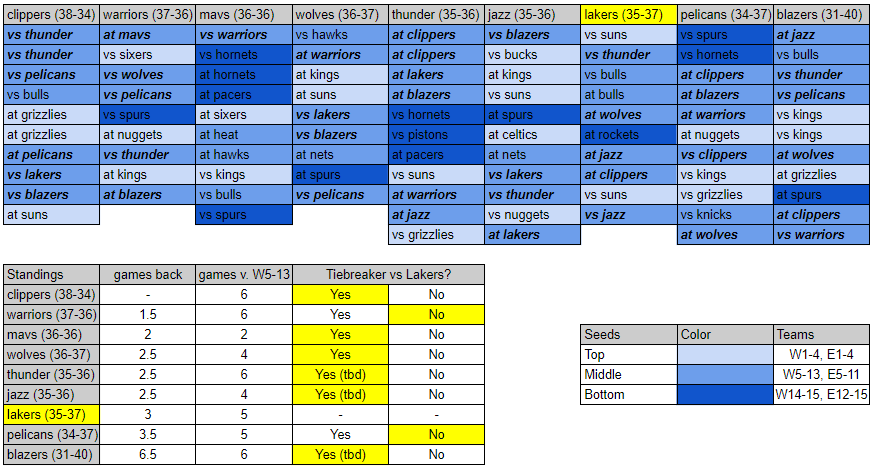 clippers (38-34) warriors (37-36) mavs (36-36) wolves (36-37) thunder (35-36) jazz (35-36) lakers (35-37) pelicans (34-37) blazers (31-40)
vs thunder at mavs vs warriors vs hawks at clippers vs blazers vs suns vs spurs at jazz
vs thunder vs sixers vs hornets at warriors at clippers vs bucks vs thunder vs hornets vs bulls
vs pelicans vs wolves at hornets at kings at lakers at kings vs bulls at clippers vs thunder
vs bulls vs pelicans at pacers at suns at blazers vs suns at bulls at blazers vs pelicans
at grizzlies vs spurs at sixers vs lakers vs hornets at spurs at wolves at warriors vs kings
at grizzlies at nuggets at heat vs blazers vs pistons at celtics at rockets at nuggets vs kings
at pelicans vs thunder at hawks at nets at pacers at nets at jazz vs clippers at wolves
vs lakers at kings vs kings at spurs vs suns vs lakers at clippers vs kings at grizzlies
vs blazers at blazers vs bulls vs pelicans at warriors vs thunder vs suns vs grizzlies at spurs
at suns vs spurs at jazz vs nuggets vs jazz vs knicks at clippers
vs grizzlies at lakers at wolves vs warriors
Standings games back games v. W5-13 Tiebreaker vs Lakers?
clippers (38-34) - 6 Yes No
warriors (37-36) 1.5 6 Yes No
mavs (36-36) 2 2 Yes No
wolves (36-37) 2.5 4 Yes No
thunder (35-36) 2.5 6 Yes (tbd) No
jazz (35-36) 2.5 4 Yes (tbd) No
lakers (35-37) 3 5 - -
pelicans (34-37) 3.5 5 Yes No
blazers (31-40) 6.5 6 Yes (tbd) No
Seeds Color Teams
Top W1-4, E1-4
Middle W5-13, E5-11
Bottom W14-15, E12-15